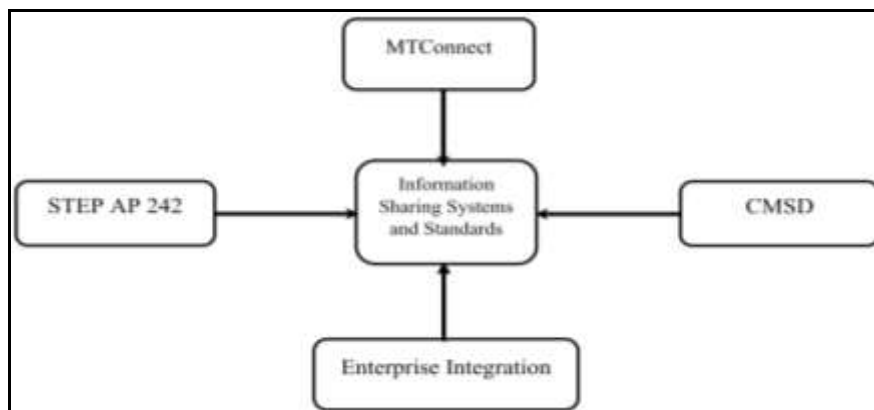 MTConnect
STEP AP 242
Information
Sharing Systems
and Standards
CMSD
Enterprise Integration